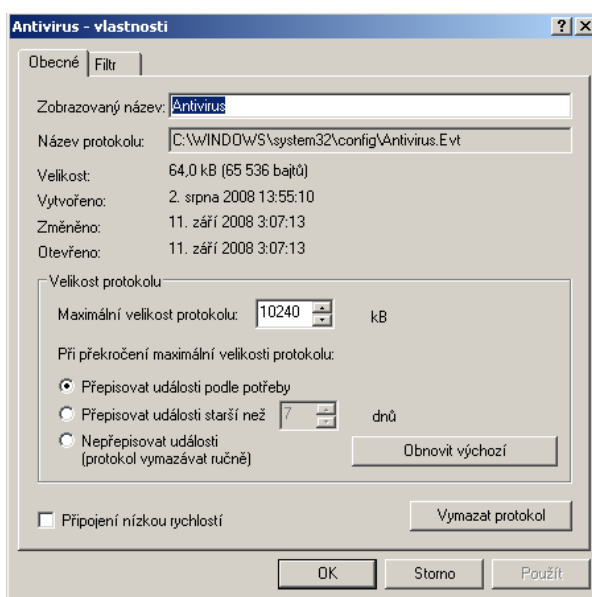 Antivirus - vlastnosti
Obecné Filtr
Zobrazovaný název: Antivirus
Název protokolu: C:\WINDOWS\system32\config\Antivirus.Evt
Velikost: 64,0 kB (65 536 bajtů)
Vytvořeno: 2. srpna 2008 13:55:10
Změněno: 11. září 2008 3:07:13
Otevřeno: 11. září 2008 3:07:13
Velikost protokolu
Maximální velikost protokolu: 10240 kB
Při překročení maximální velikosti protokolu:
Přepisovat události podle potřeby
Přepisovat události starší než 7 dnů
Nepřepisovat události
(protokol vymazávat ručně)
Obnovit výchozí
Připojení nízkou rychlostí
Vymazat protokol
OK Storno Použít